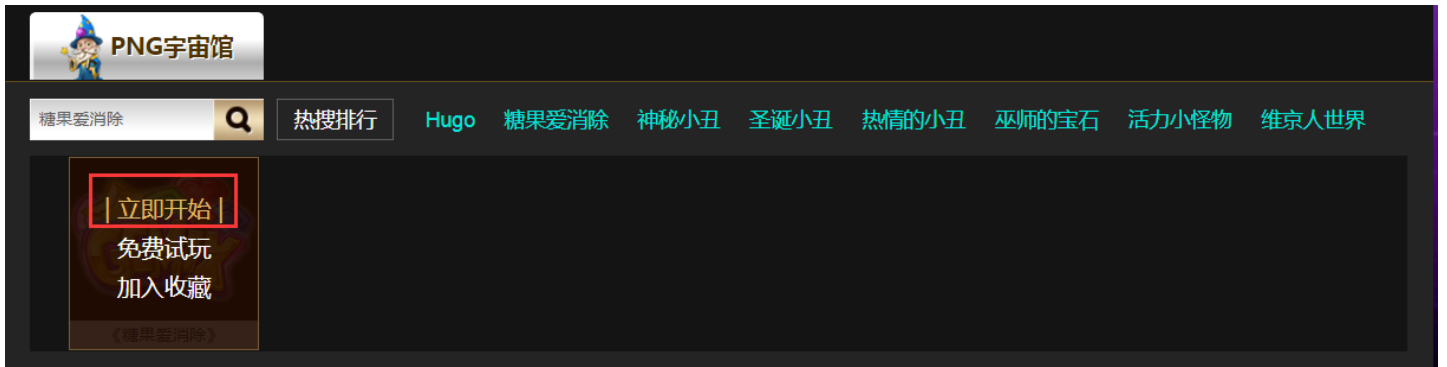 PNG宇宙馆
糖果爱消除 热搜排行 Hugo 糖果爱消除 神秘小丑 圣诞小丑 热情的小丑 巫师的宝石 活力小怪物 维京人世界
| 立即开始 |
免费试玩
加入收藏
《糖果爱消除》